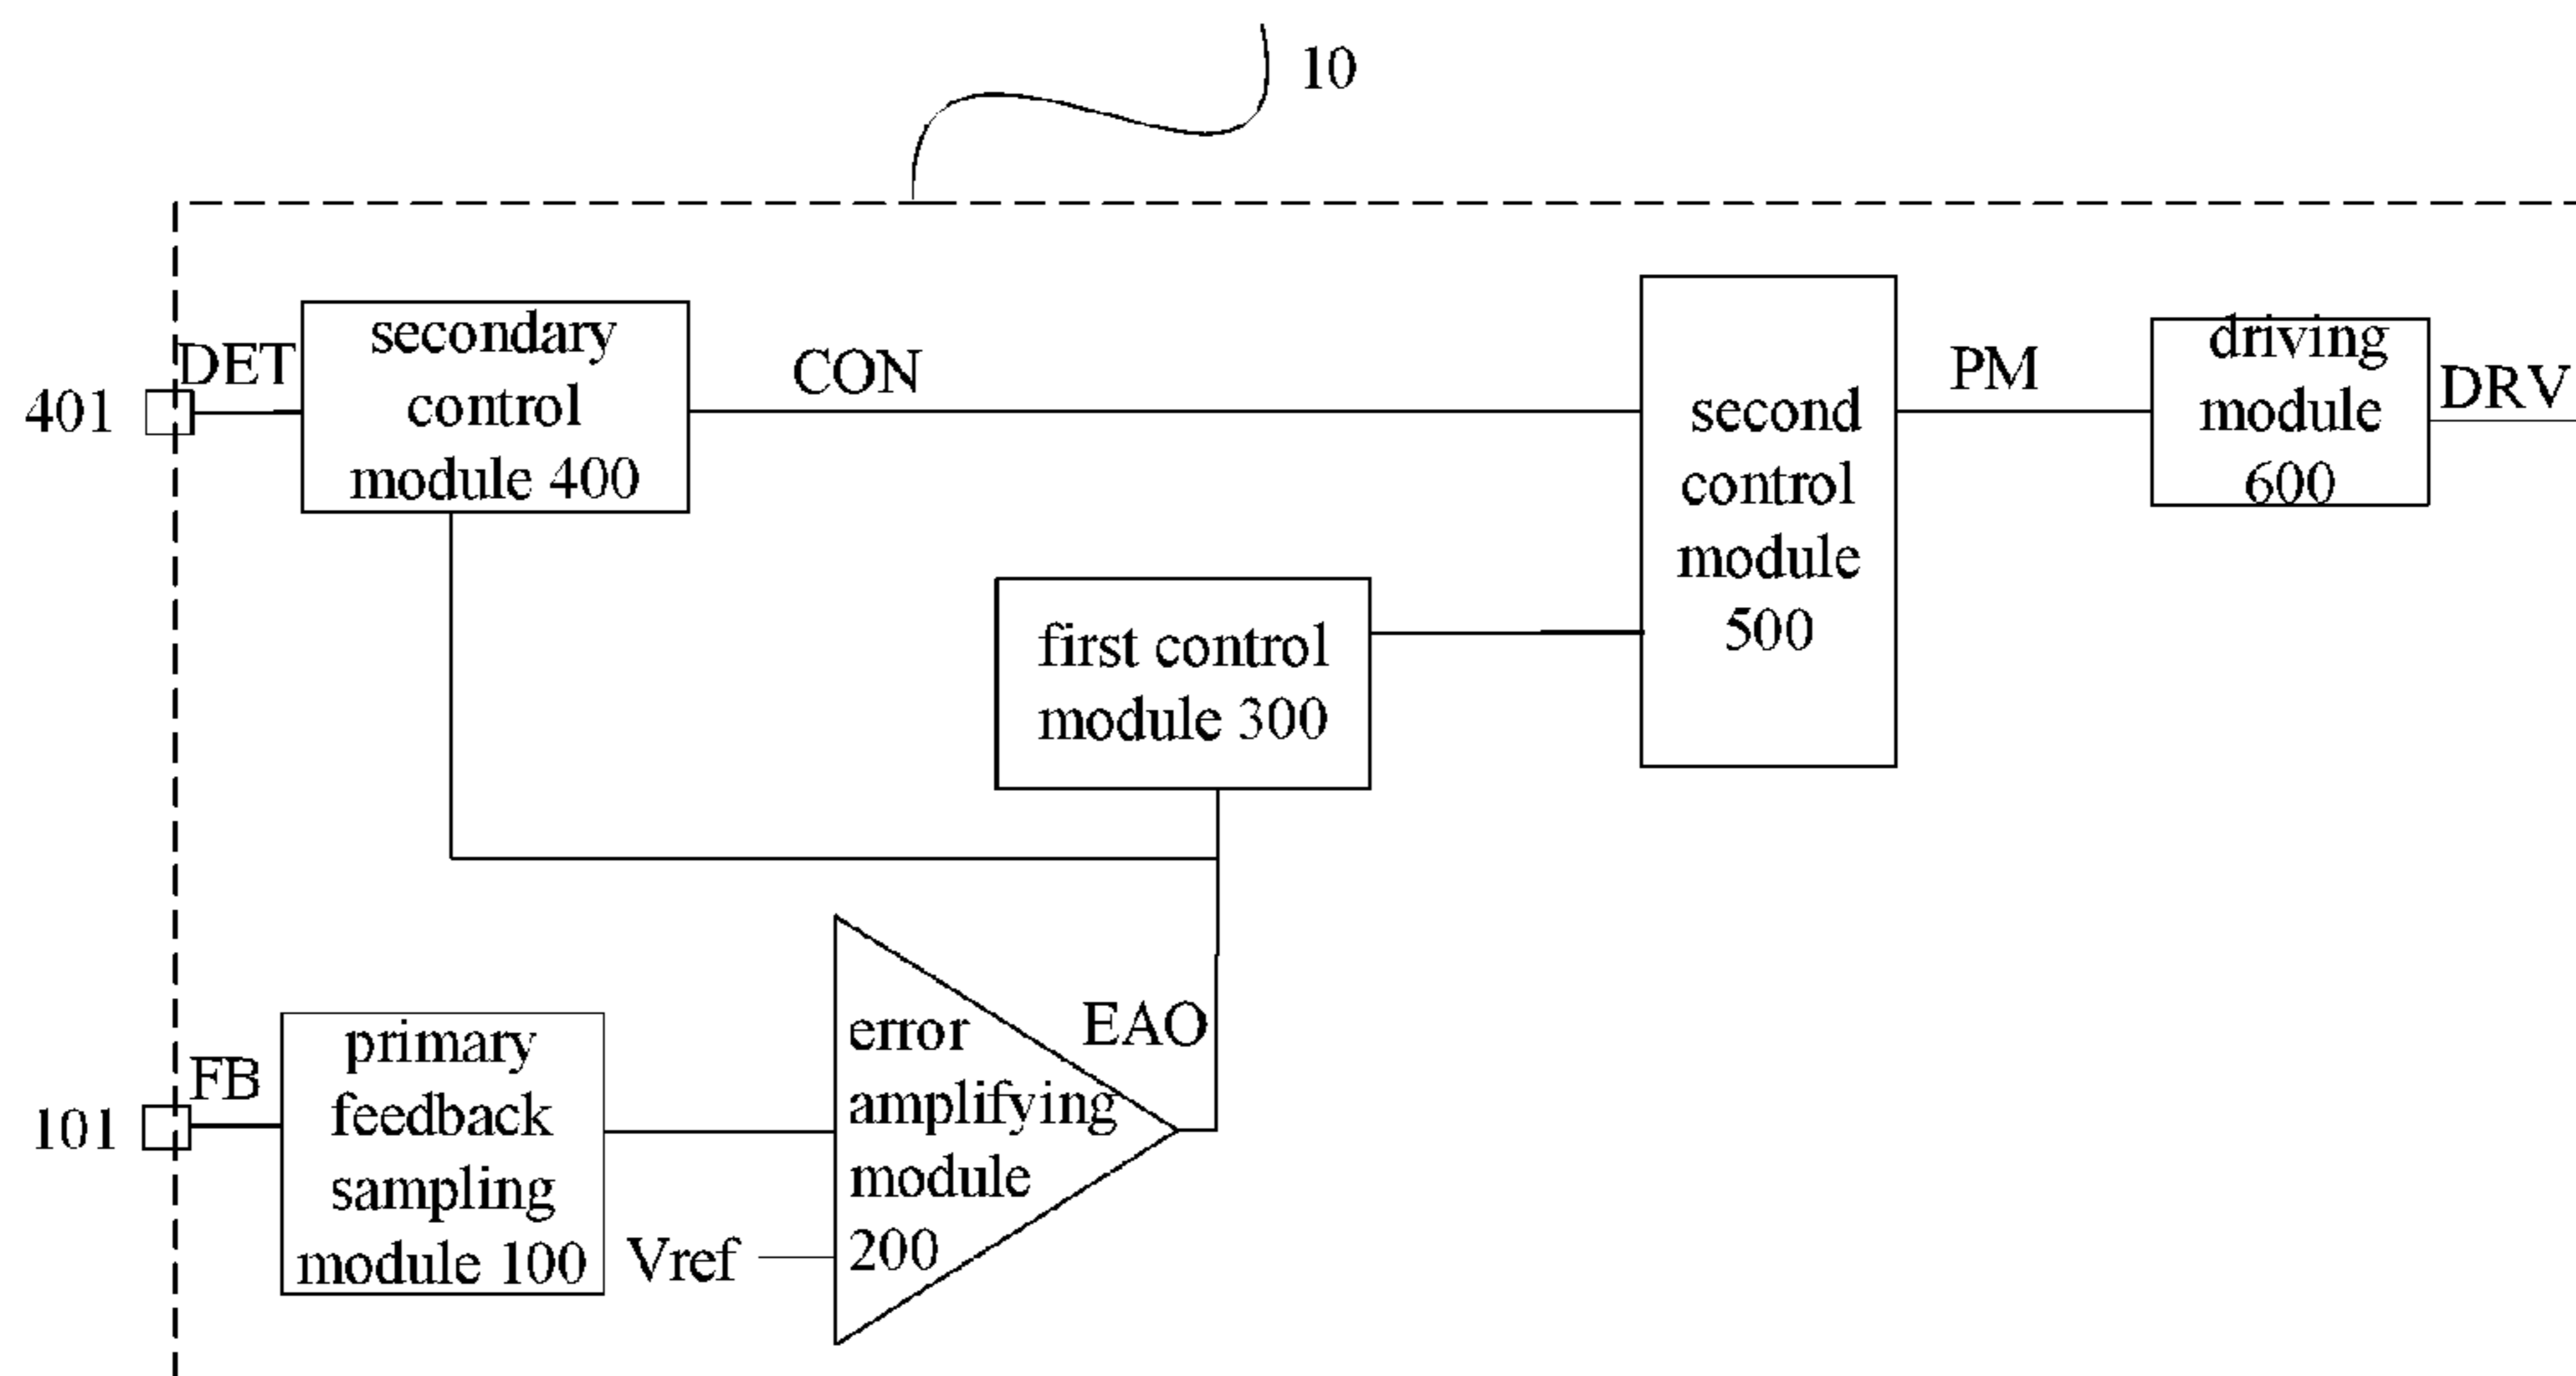 10
401
DET
secondary
control
module 400
CON
second
control
module
500
PM
driving
module
600
DRV
first control
module 300
101
FB
primary
feedback
sampling
module 100
Vref
error
amplifying
module
200
EAO